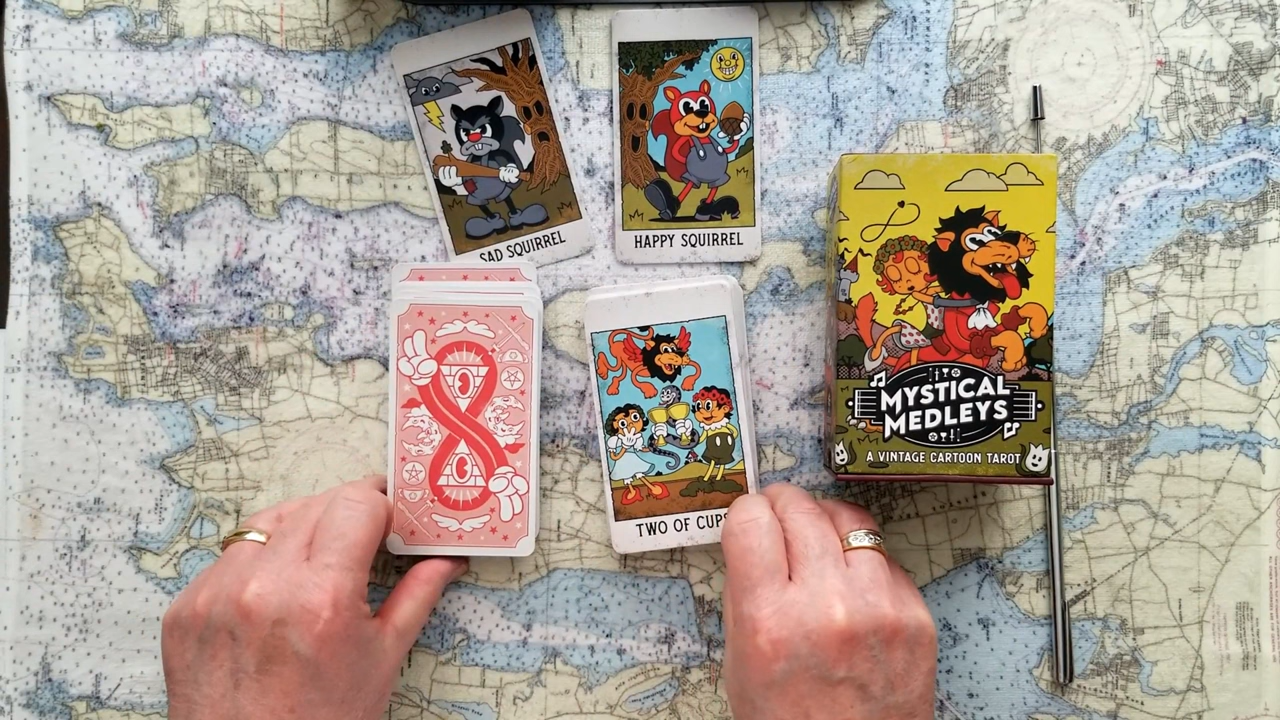 SAD SQUIRREL
HAPPY SQUIRREL
TWO OF CUPS
MYSTICAL
MEDLEYS
A VINTAGE CARTOON TAROT